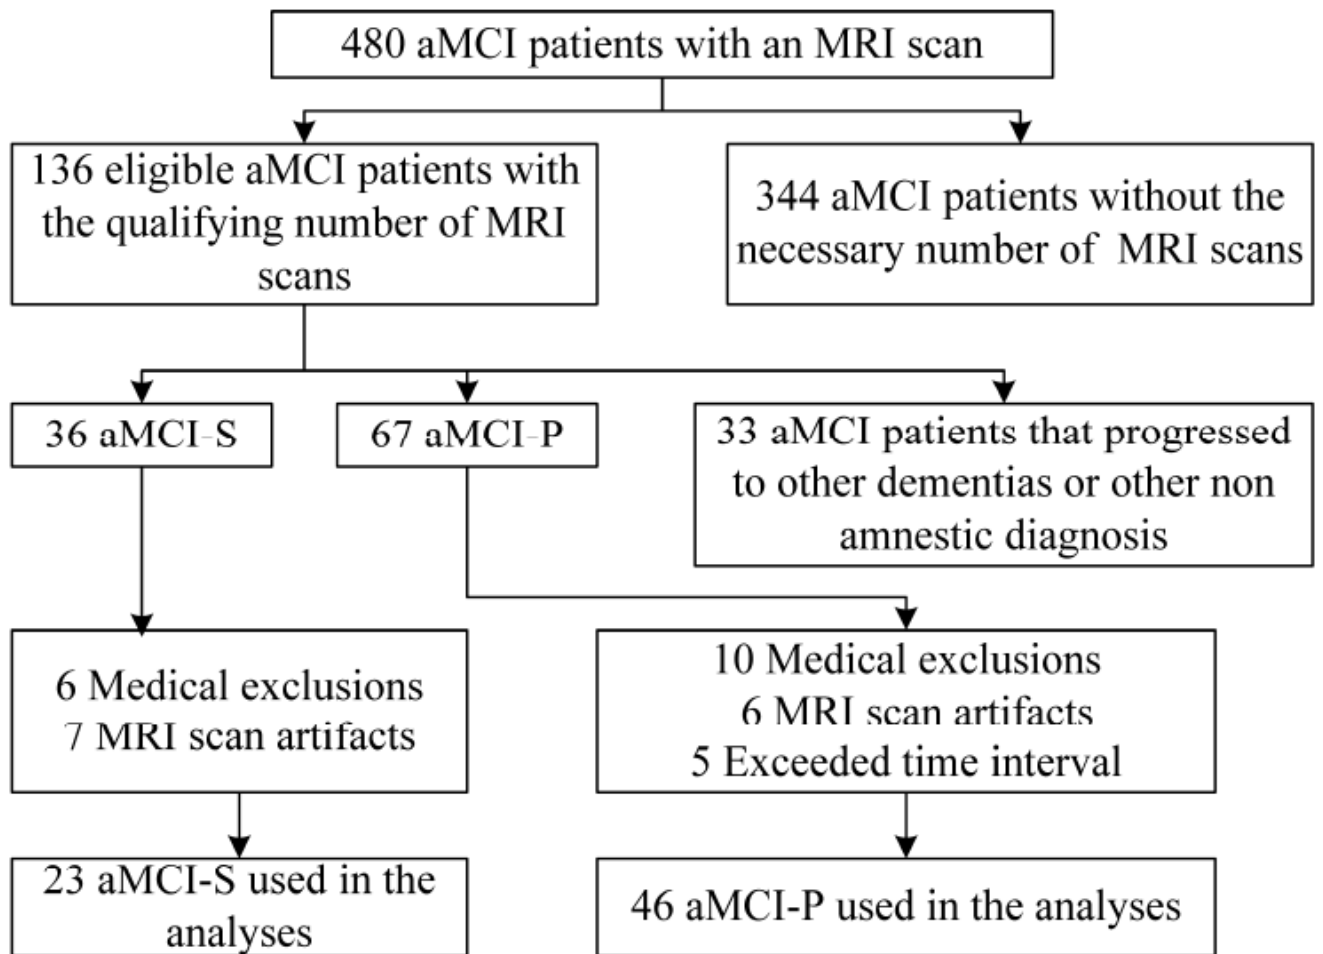 480 aMCI patients with an MRI scan
136 eligible aMCI patients with
the qualifying number of MRI
scans
344 aMCI patients without the
necessary number of MRI scans
36 aMCI-S
67 aMCI-P
33 aMCI patients that progressed
to other dementias or other non
amnestic diagnosis
6 Medical exclusions
7 MRI scan artifacts
10 Medical exclusions
6 MRI scan artifacts
5 Exceeded time interval
23 aMCI-S used in the
analyses
46 aMCI-P used in the analyses